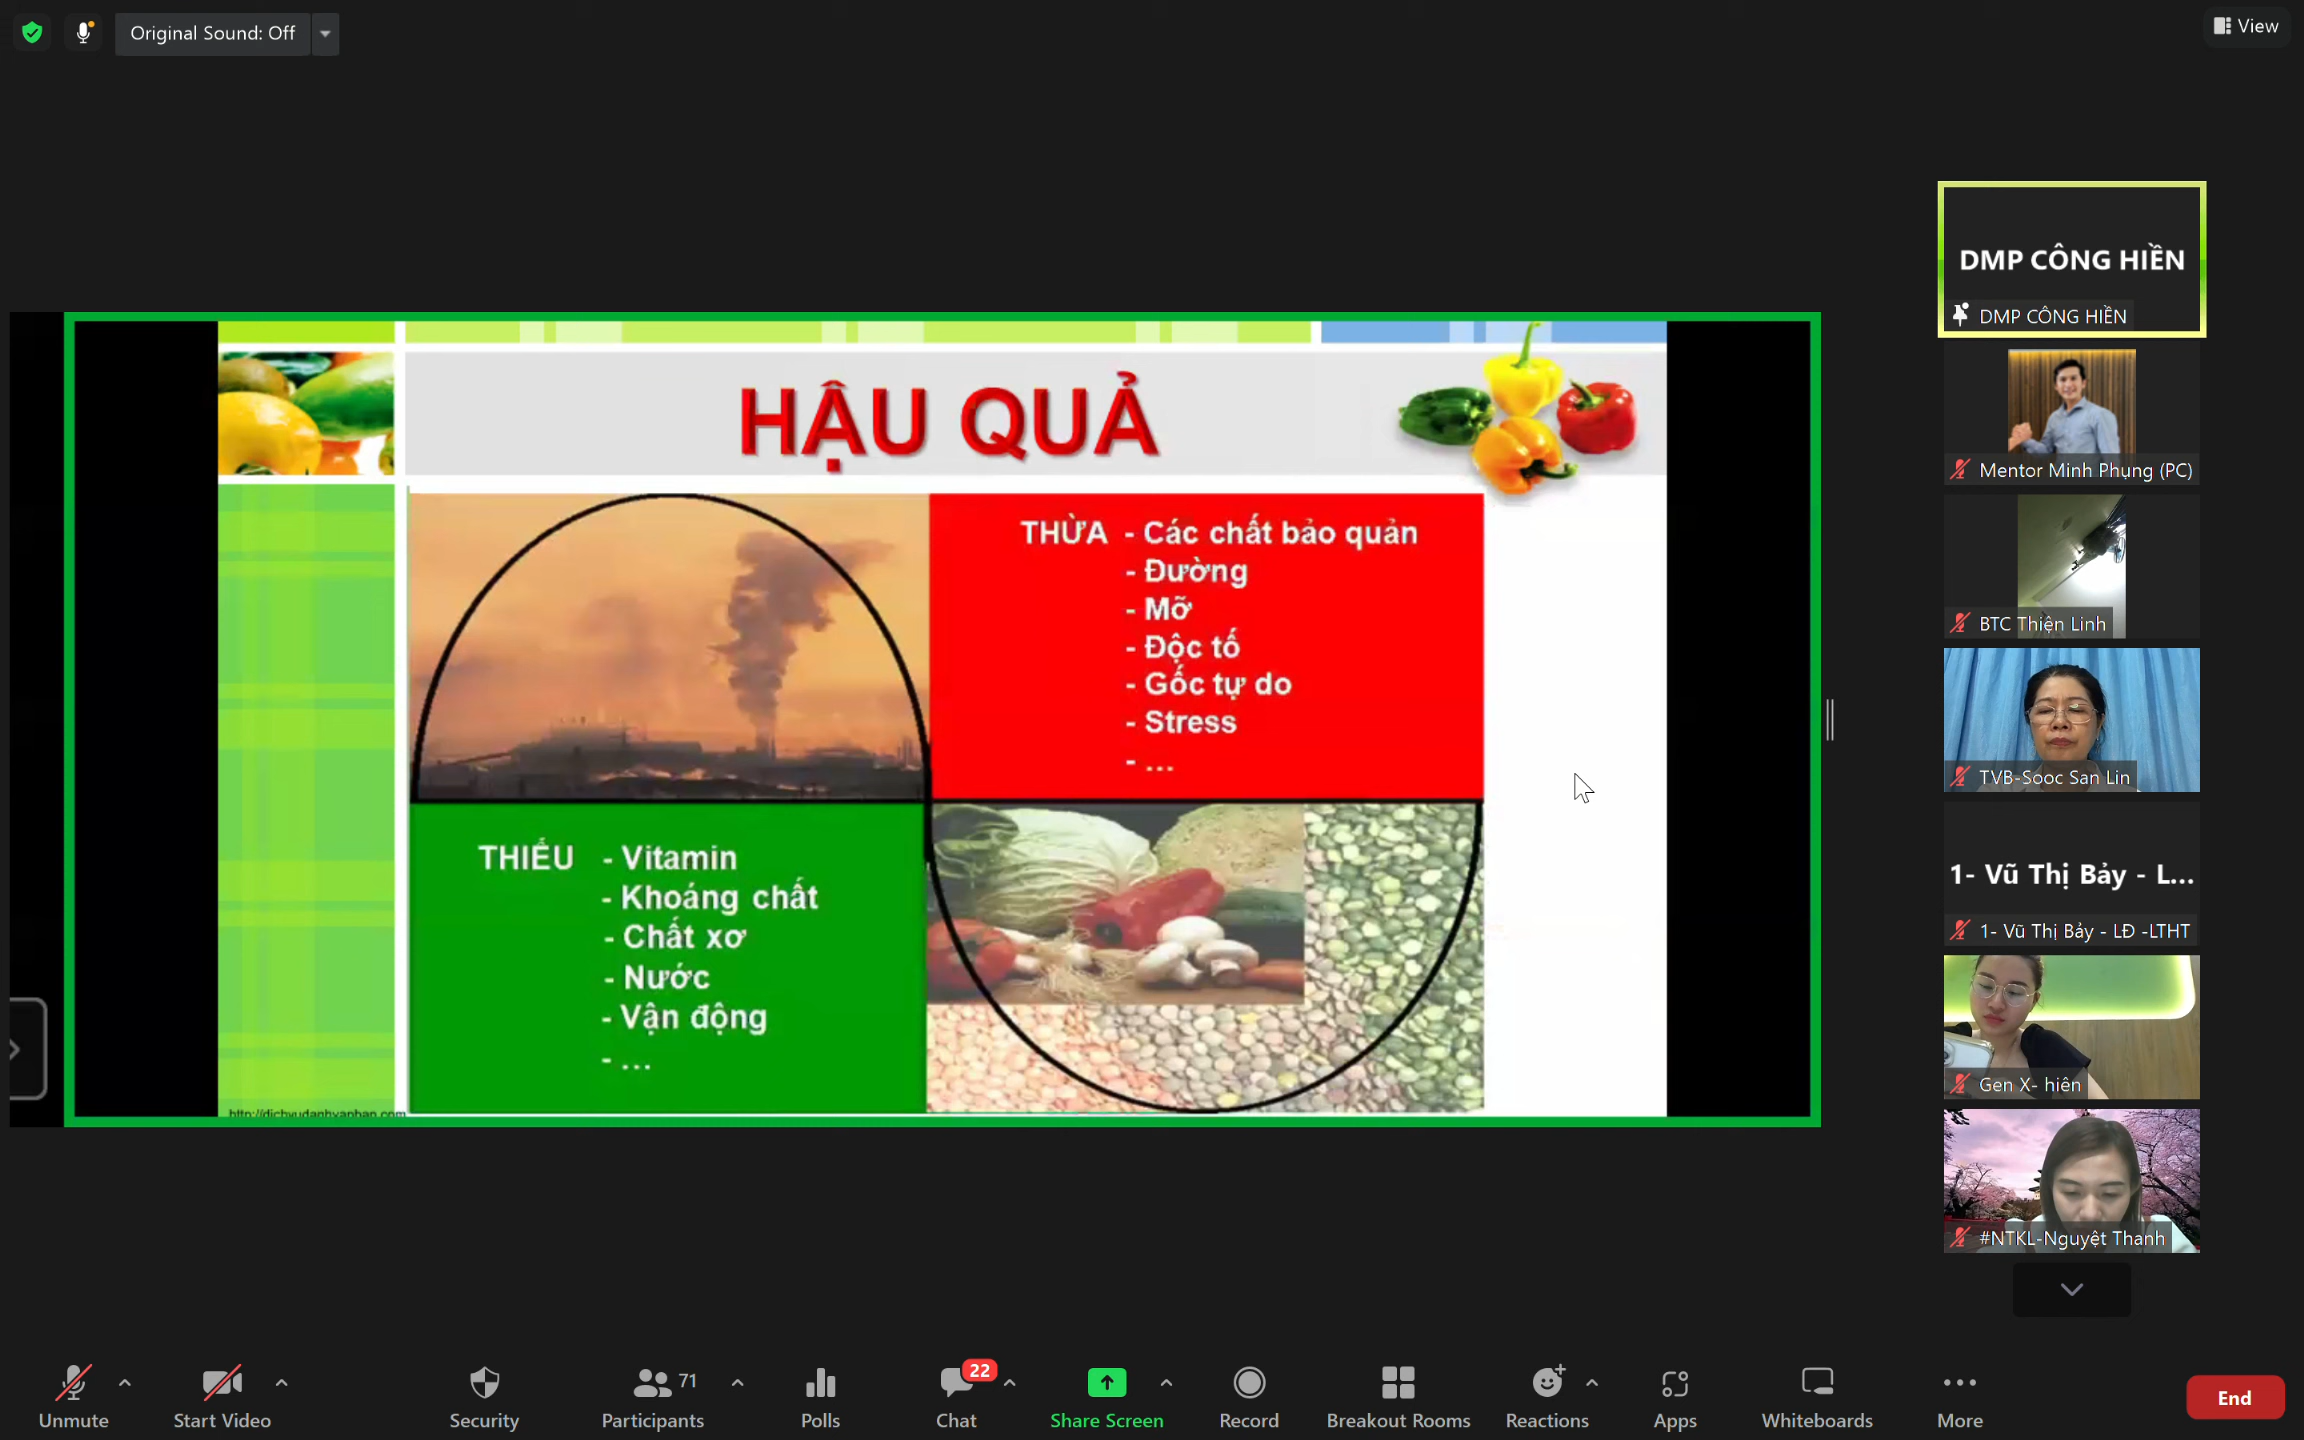 Original Sound: Off
View
HẬU QUẢ
THỪA - Các chất bảo quản
- Đường
- Mỡ
- Độc tố
- Gốc tự do
- Stress
- ...
THIẾU - Vitamin
- Khoáng chất
- Chất xơ
- Nước
- Vận động
- ...
http://dichvudanhvanban.com
DMP CÔNG HIỀN
DMP CÔNG HIỀN
Mentor Minh Phụng (PC)
BTC Thiện Linh
TVB-Sooc San Lin
1- Vũ Thị Bảy - L...
1- Vũ Thị Bảy - LĐ -LTHT
Gen X- hiên
#NTKL-Nguyệt Thanh
Unmute
Start Video
Security
Participants 71
Polls
Chat 22
Share Screen
Record
Breakout Rooms
Reactions
Apps
Whiteboards
More
End